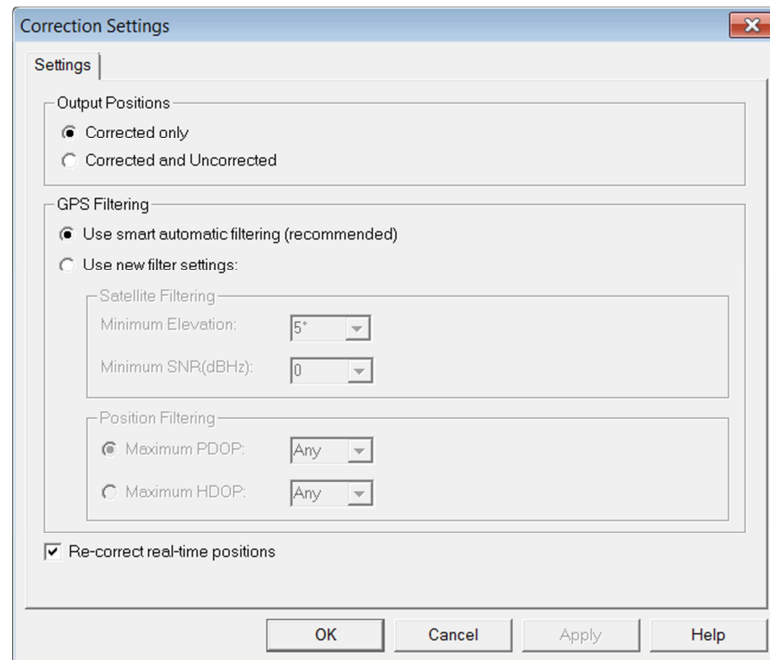 Correction Settings
Settings
Output Positions
Corrected only
Corrected and Uncorrected
GPS Filtering
Use smart automatic filtering (recommended)
Use new filter settings:
Satellite Filtering
Minimum Elevation: 5°
Minimum SNR(dBHz): 0
Position Filtering
Maximum PDOP: Any
Maximum HDOP: Any
Re-correct real-time positions
OK Cancel Apply Help